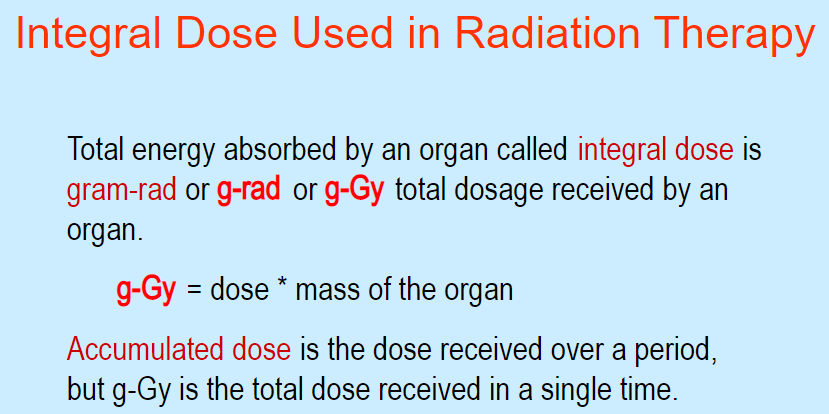 Integral Dose Used in Radiation Therapy
Total energy absorbed by an organ called integral dose is
gram-rad or g-rad or g-Gy total dosage received by an
organ.
g-Gy = dose * mass of the organ
Accumulated dose is the dose received over a period,
but g-Gy is the total dose received in a single time.